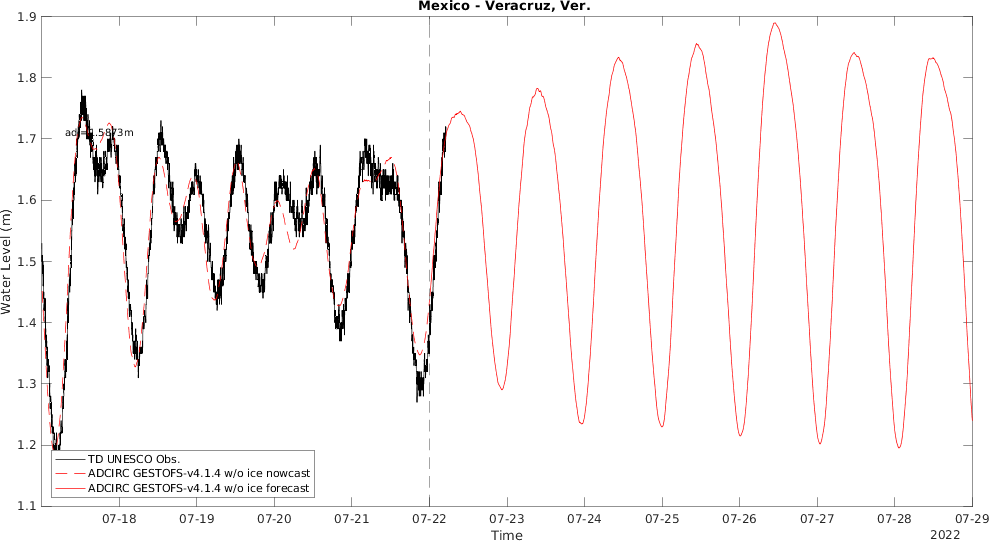 Mexico - Veracruz, Ver.
1.9
1.8
1.7
1.6
1.5
1.4
1.3
1.2
1.1
Water Level (m)
TD UNESCO Obs.
ADCIRC GESTOFS-v4.1.4 w/o ice nowcast
ADCIRC GESTOFS-v4.1.4 w/o ice forecast
07-18 07-19 07-20 07-21 07-22 07-23 07-24 07-25 07-26 07-27 07-28 07-29
Time
2022